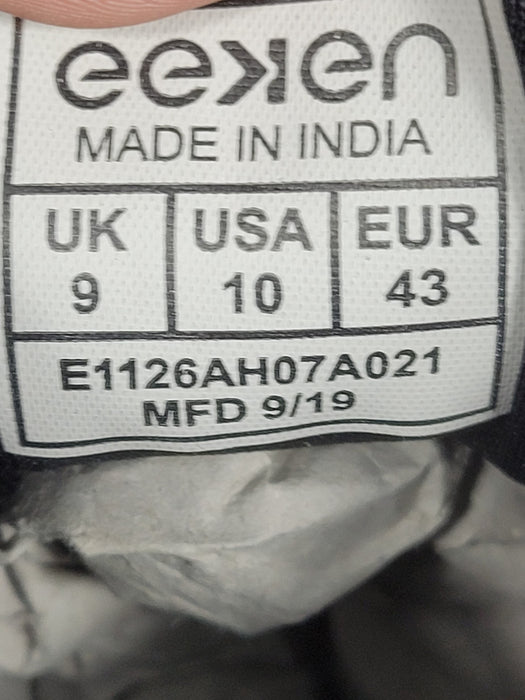 eeken
MADE IN INDIA
UK USA EUR
9 10 43
E1126AH07A021
MFD 9/19